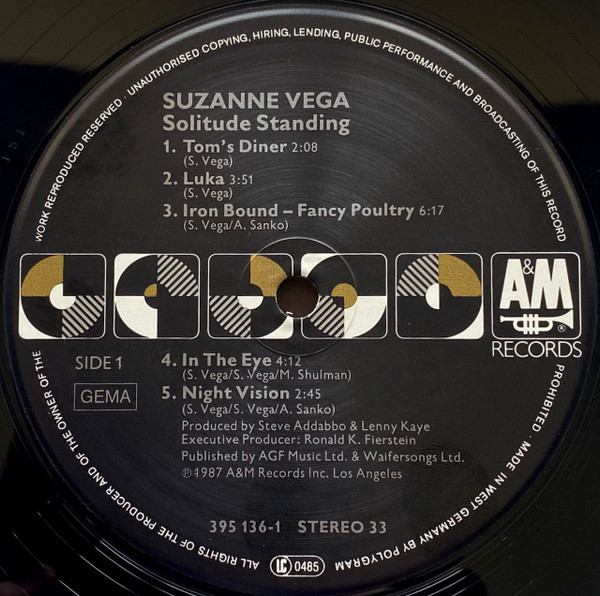 WORK REPRODUCED RESERVED · UNAUTHORISED COPYING, HIRING, LENDING, PUBLIC PERFORMANCE AND BROADCASTING OF THIS RECORD
SUZANNE VEGA
Solitude Standing
1. Tom's Diner 2:08
(S. Vega)
2. Luka 3:51
(S. Vega)
3. Iron Bound – Fancy Poultry 6:17
(S. Vega/A. Sanko)
A&M
®
RECORDS
SIDE 1
GEMA
4. In The Eye 4:12
(S. Vega/S. Vega/M. Shulman)
5. Night Vision 2:45
(S. Vega/S. Vega/A. Sanko)
Produced by Steve Addabbo & Lenny Kaye
Executive Producer: Ronald K. Fierstein
Published by AGF Music Ltd. & Waifersongs Ltd.
℗1987 A&M Records Inc. Los Angeles
395 136-1 STEREO 33
LC 0485
PROHIBITED · MADE IN WEST GERMANY BY POLYGRAM
ALL RIGHTS OF THE PRODUCER AND OF THE OWNER OF THE